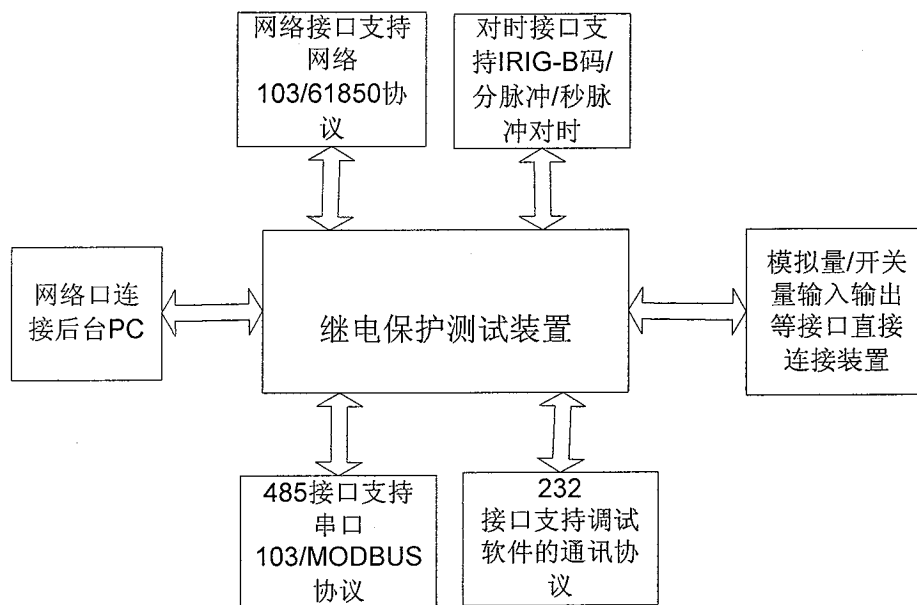 网络接口支持
网络
103/61850协
议
对时接口支
持IRIG-B码/
分脉冲/秒脉
冲对时
网络口连
接后台PC
继电保护测试装置
模拟量/开关
量输入输出
等接口直接
连接装置
485接口支持
串口
103/MODBUS
协议
232
接口支持调试
软件的通讯协
议